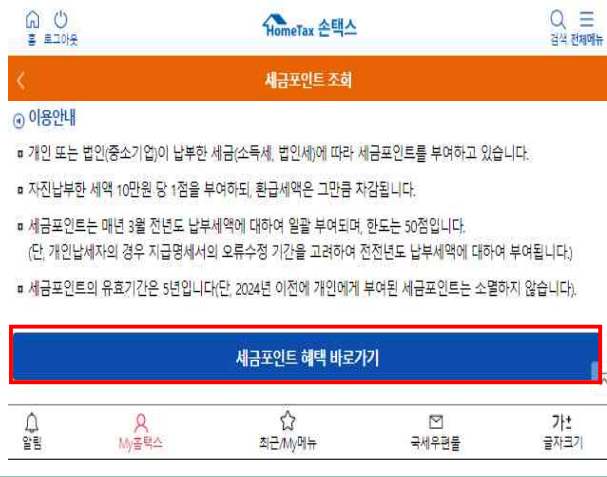 홈 로그아웃
HomeTax 손택스
검색 전체메뉴
세금포인트 조회
이용안내
개인 또는 법인(중소기업)이 납부한 세금(소득세, 법인세)에 따라 세금포인트를 부여하고 있습니다.
자진납부한 세액 10만원 당 1점을 부여하되, 환급세액은 그만큼 차감됩니다.
세금포인트는 매년 3월 전년도 납부세액에 대하여 일괄 부여되며, 한도는 50점입니다.
(단, 개인납세자의 경우 지급명세서의 오류수정 기간을 고려하여 전전년도 납부세액에 대하여 부여됩니다.)
세금포인트의 유효기간은 5년입니다(단, 2024년 이전에 개인에게 부여된 세금포인트는 소멸하지 않습니다).
세금포인트 혜택 바로가기
알림 My홈택스 최근/My메뉴 국세우편물 가± 글자크기